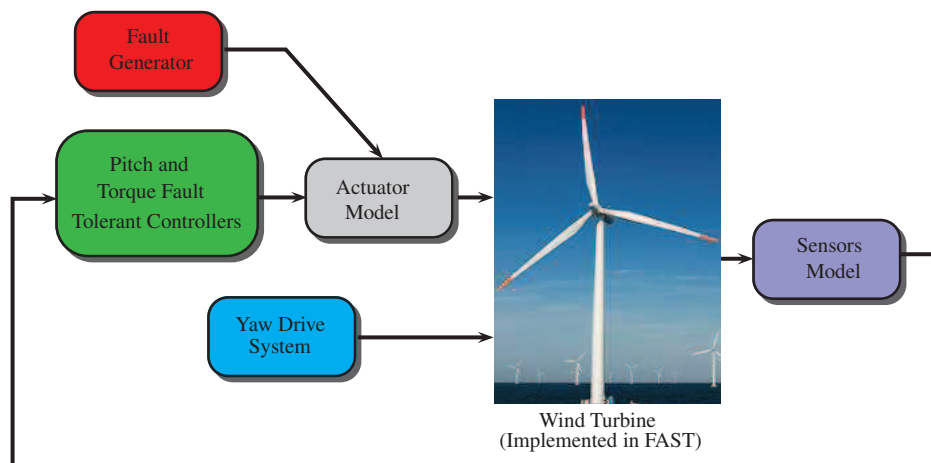 Fault
Generator
Pitch and
Torque Fault
Tolerant Controllers
Actuator
Model
Sensors
Model
Yaw Drive
System
Wind Turbine
(Implemented in FAST)